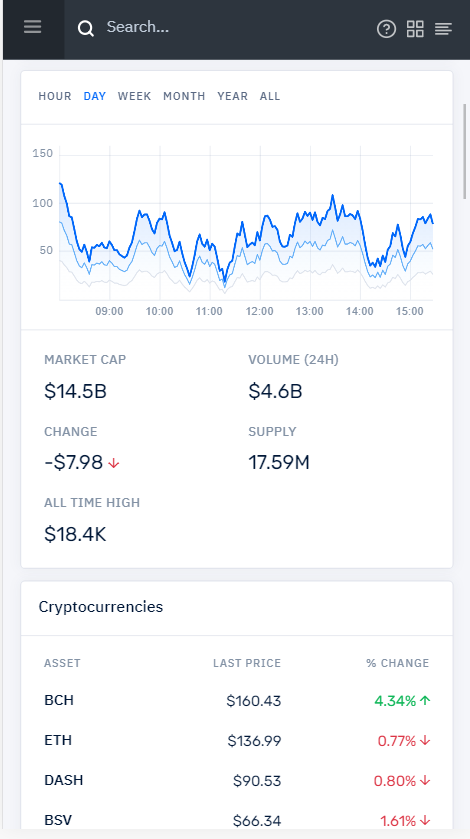 Search...
HOUR DAY WEEK MONTH YEAR ALL
150
100
50
09:00 10:00 11:00 12:00 13:00 14:00 15:00
MARKET CAP VOLUME (24H)
$14.5B $4.6B
CHANGE SUPPLY
-$7.98 ↓ 17.59M
ALL TIME HIGH
$18.4K
Cryptocurrencies
ASSET LAST PRICE % CHANGE
BCH $160.43 4.34% ↑
ETH $136.99 0.77% ↓
DASH $90.53 0.80% ↓
BSV $66.34 1.61% ↓